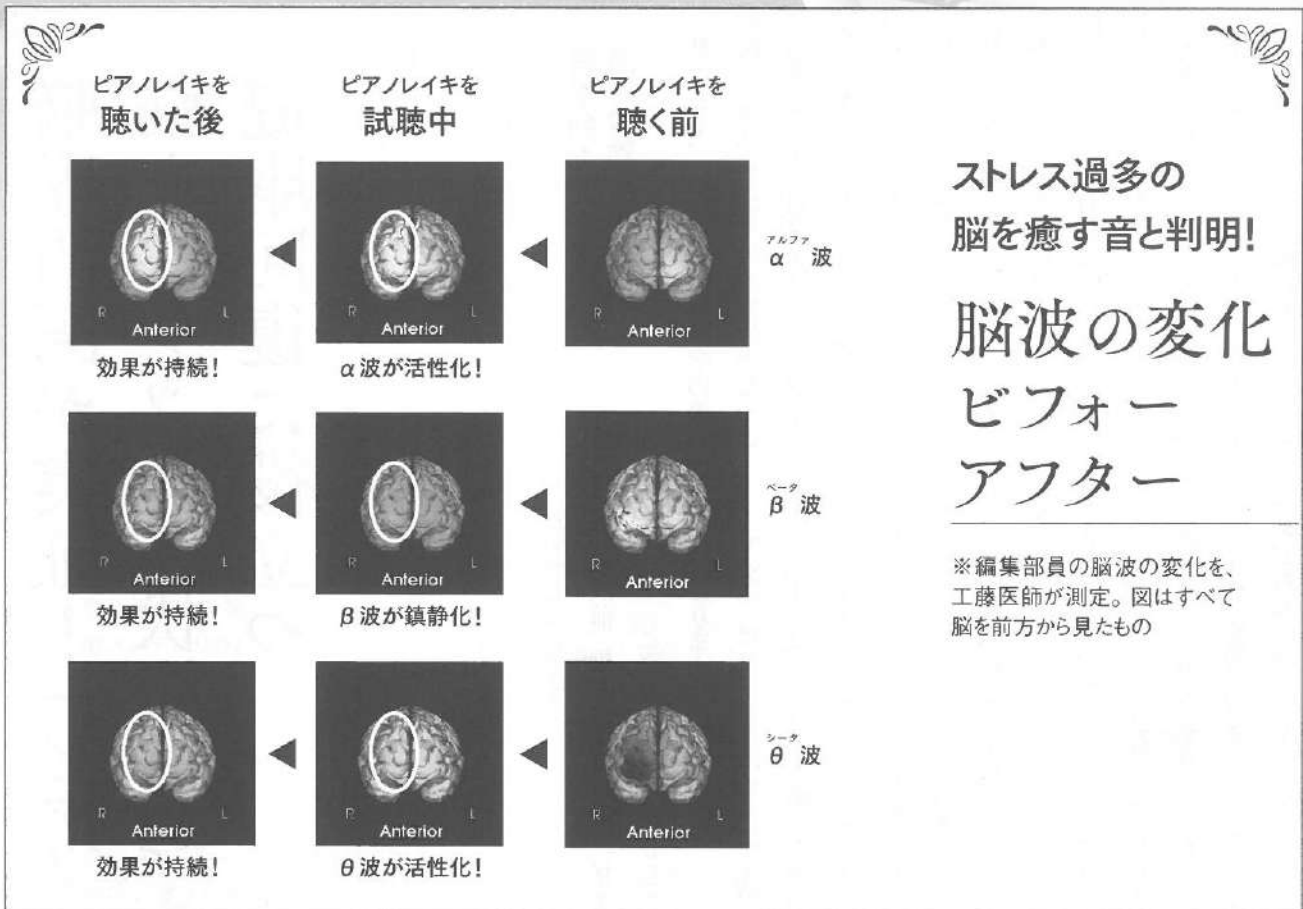 ストレス過多の
脳を癒す音と判明!
脳波の変化
ビフォー
アフター
※編集部員の脳波の変化を、
工藤医師が測定。図はすべて
脳を前方から見たもの
ピアノレイキを
聴く前
ピアノレイキを
試聴中
ピアノレイキを
聴いた後
アルファ
α波
R L
Anterior
R L
Anterior
α波が活性化!
R L
Anterior
効果が持続!
ベータ
β波
R L
Anterior
R L
Anterior
β波が鎮静化!
R L
Anterior
効果が持続!
シータ
θ波
R L
Anterior
R L
Anterior
θ波が活性化!
R L
Anterior
効果が持続!